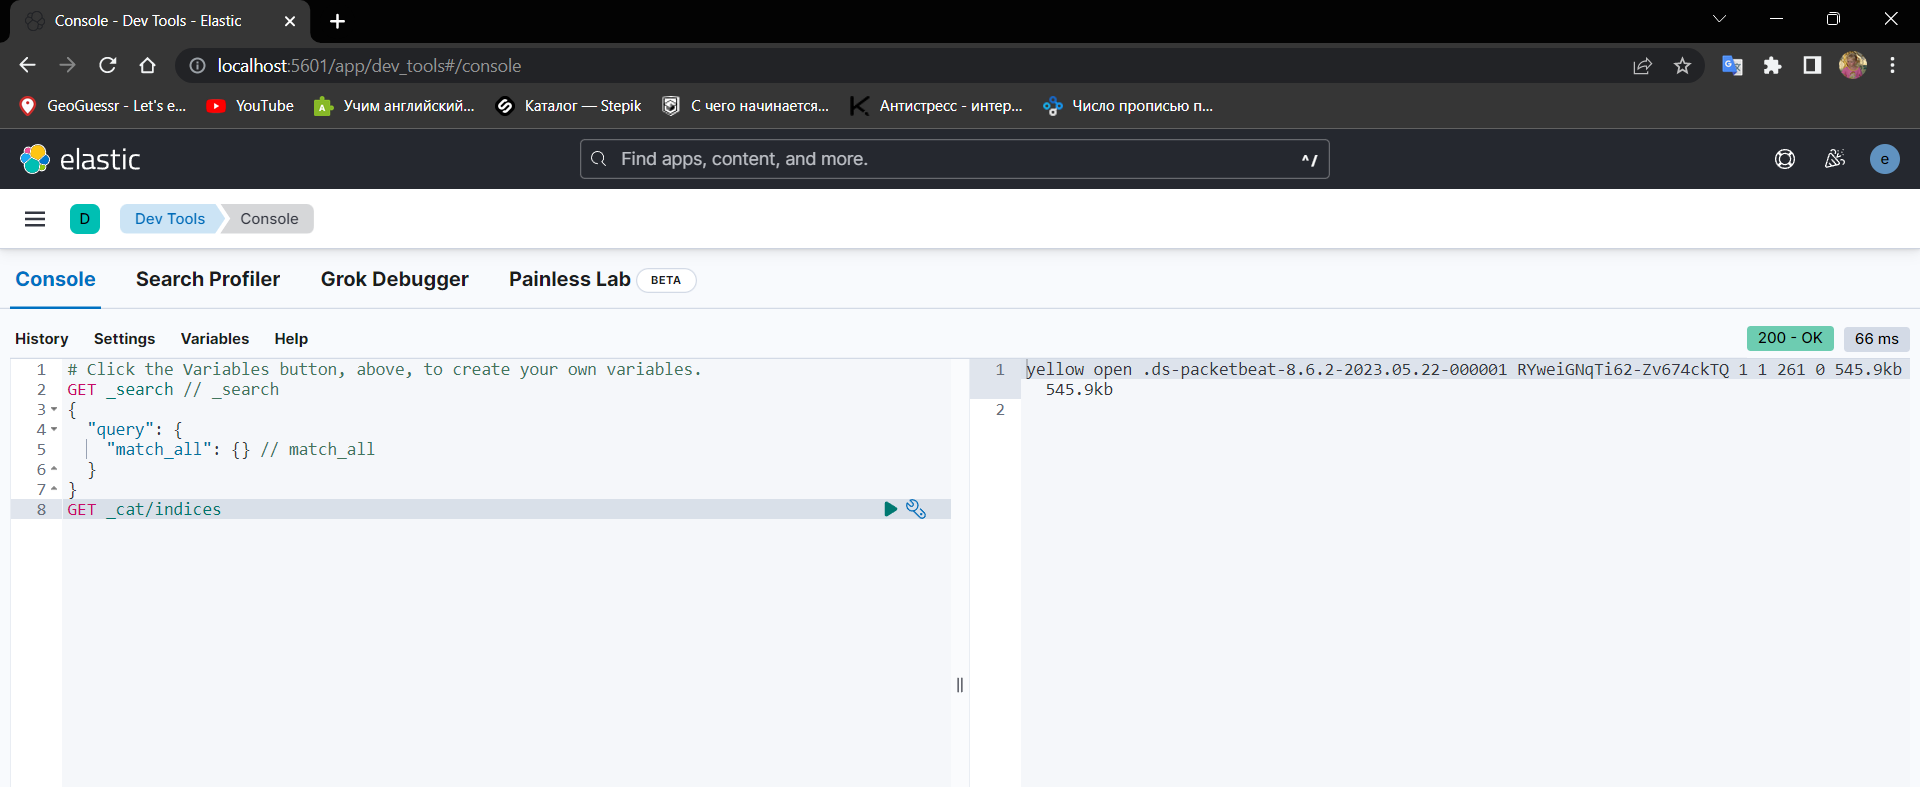 Console - Dev Tools - Elastic
localhost:5601/app/dev_tools#/console
GeoGuessr - Let's e... YouTube Учим английский... Каталог — Stepik С чего начинается... Антистресс - интер... Число прописью п...
elastic Find apps, content, and more. ^/ e
D Dev Tools Console
Console Search Profiler Grok Debugger Painless Lab BETA
History Settings Variables Help 200 - OK 66 ms
1 # Click the Variables button, above, to create your own variables.
2 GET _search // _search
3 {
4 "query": {
5 "match_all": {} // match_all
6 }
7 }
8 GET _cat/indices
1 yellow open .ds-packetbeat-8.6.2-2023.05.22-000001 RYweiGNqTi62-Zv674ckTQ 1 1 261 0 545.9kb
545.9kb
2